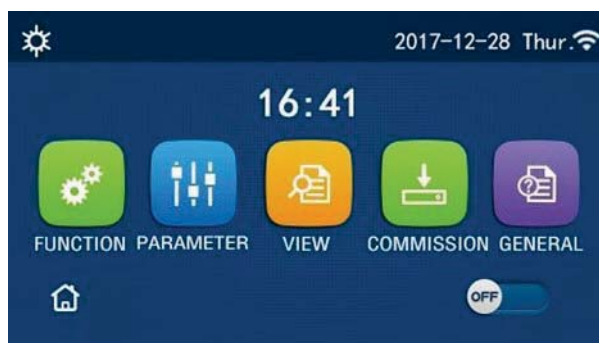 2017-12-28 Thur.
16:41
FUNCTION PARAMETER VIEW COMMISSION GENERAL
OFF